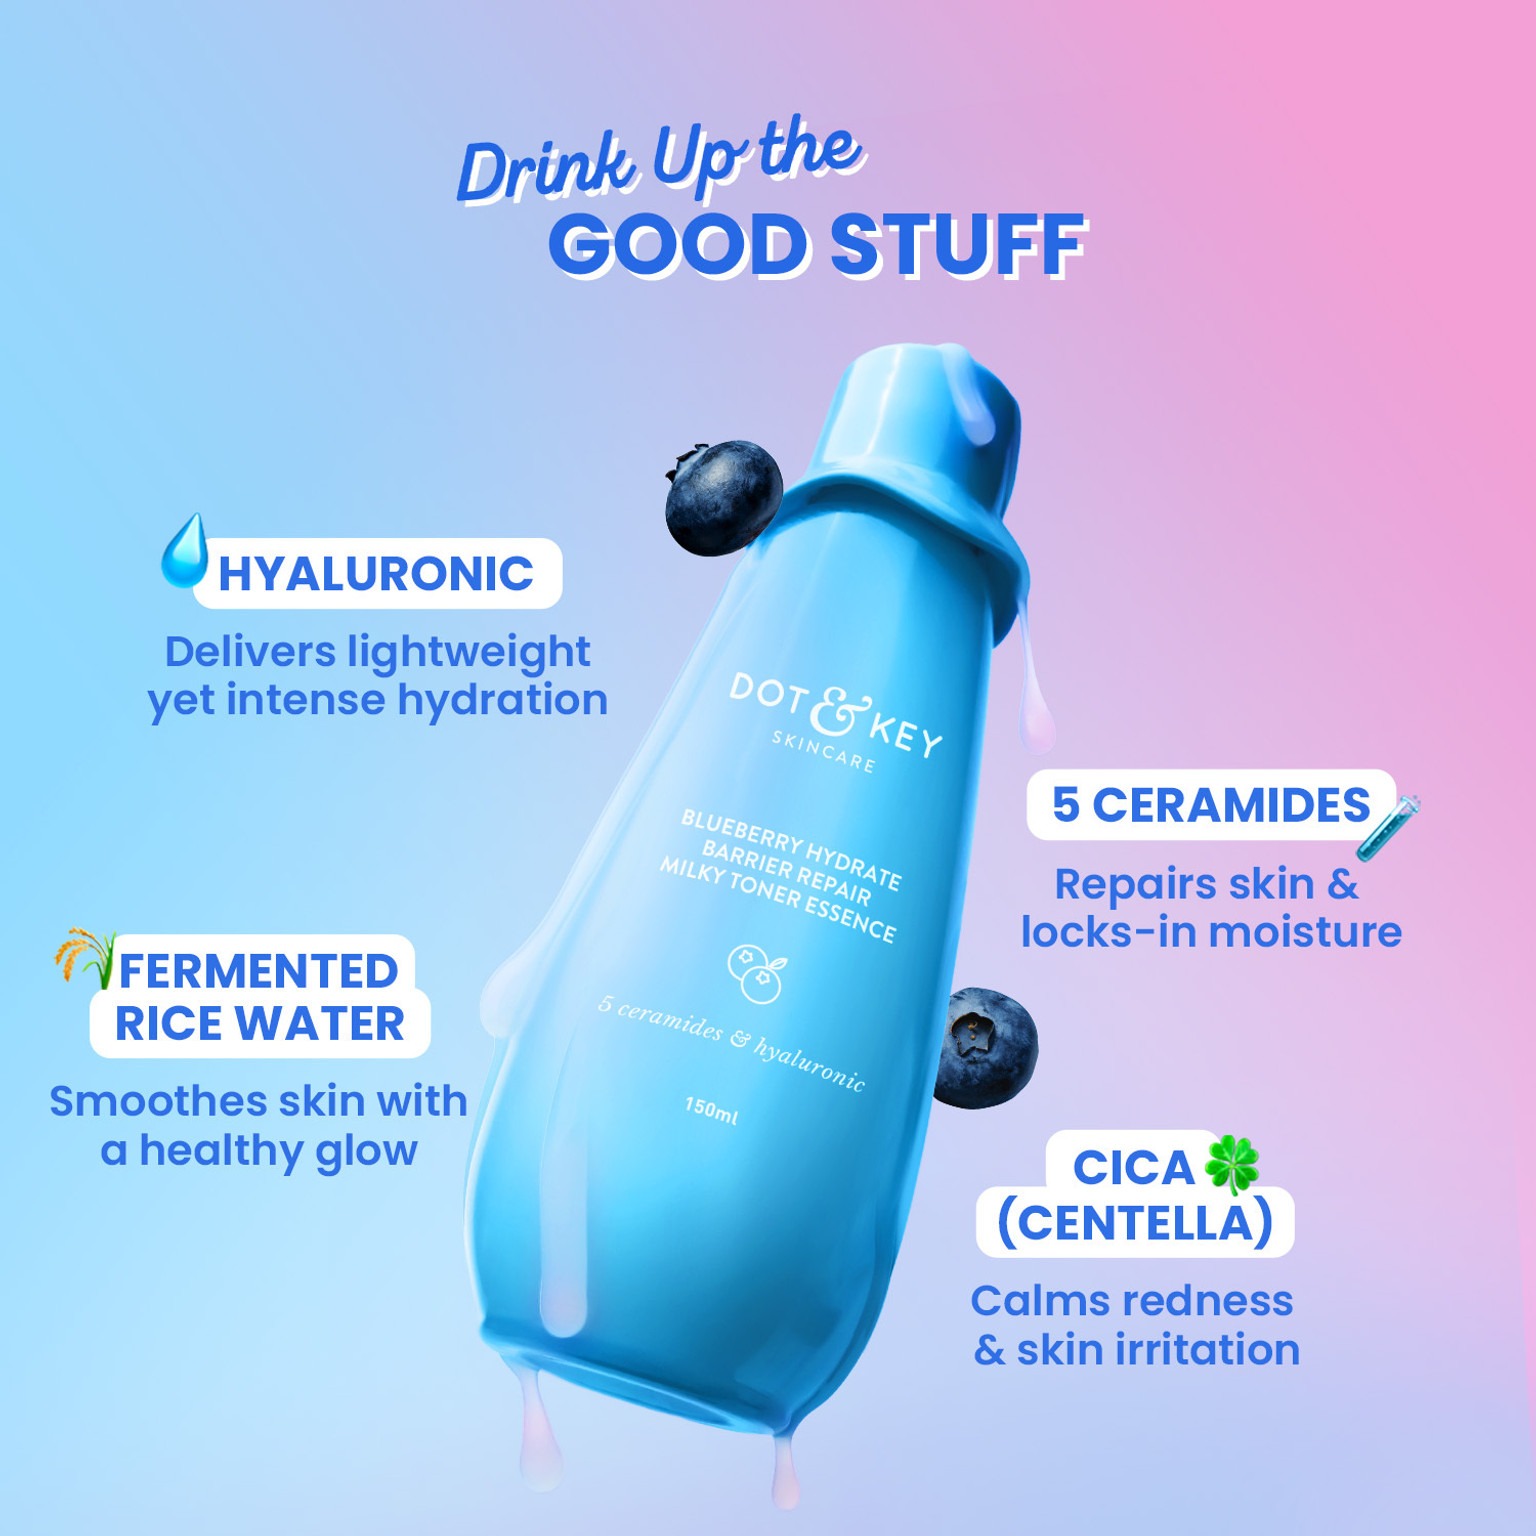 Drink Up the
GOOD STUFF
HYALURONIC
Delivers lightweight
yet intense hydration
DOT & KEY
SKINCARE
BLUEBERRY HYDRATE
BARRIER REPAIR
MILKY TONER ESSENCE
5 ceramides & hyaluronic
150ml
5 CERAMIDES
Repairs skin &
locks-in moisture
FERMENTED
RICE WATER
Smoothes skin with
a healthy glow
CICA
(CENTELLA)
Calms redness
& skin irritation